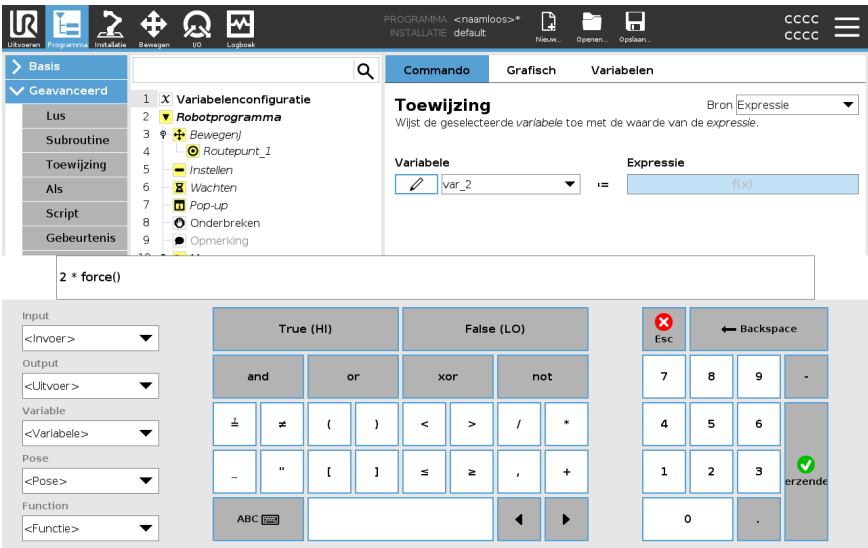 PROGRAMMA <naamloos>*
INSTALLATIE default
Uitvoeren Programma Installatie Bewegen I/O Logboek
Nieuw... Openen... Opslaan...
CCCC
CCCC
Basis
Geavanceerd
Lus
Subroutine
Toewijzing
Als
Script
Gebeurtenis
1 X Variabelenconfiguratie
2 Robotprogramma
3 BewegenJ
4 Routepunt_1
5 Instellen
6 Wachten
7 Pop-up
8 Onderbreken
9 Opmerking
Commando Grafisch Variabelen
Toewijzing
Bron Expressie
Wijst de geselecteerde variabele toe met de waarde van de expressie.
Variabele Expressie
var_2 := f(x)
2 * force()
Input
<Invoer>
Output
<Uitvoer>
Variable
<Variabele>
Pose
<Pose>
Function
<Functie>
True (HI) False (LO)
and or xor not
≟ ≠ ( ) < > / *
_ " [ ] ≤ ≥ , +
ABC
Esc Backspace
7 8 9 -
4 5 6
1 2 3
erzende
0 .